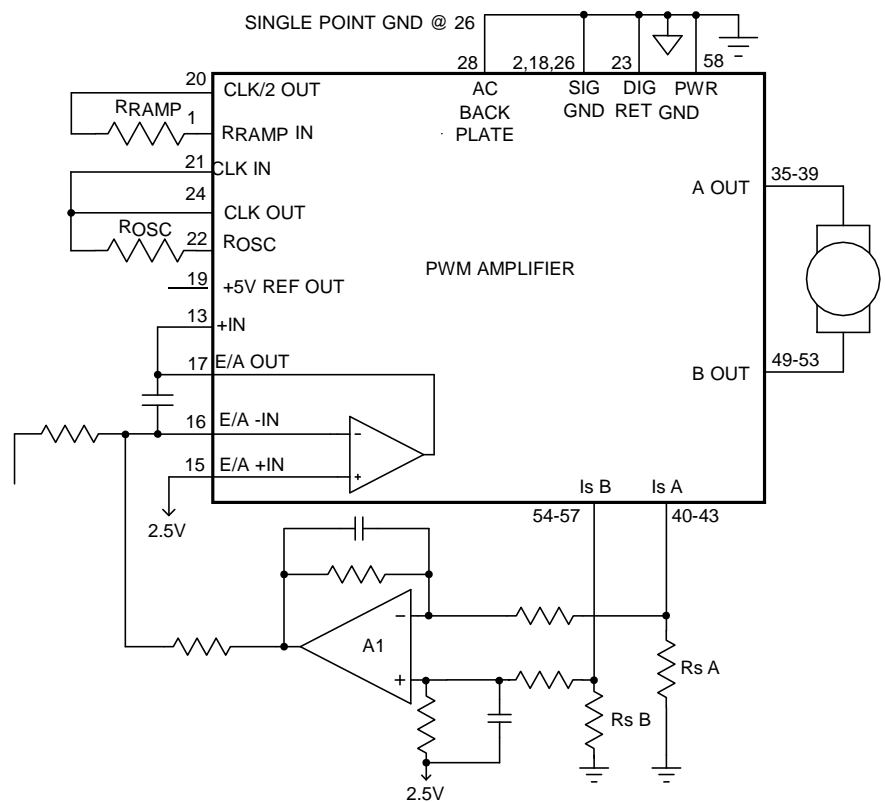 SINGLE POINT GND @ 26
28
2,18,26
23
58
AC
BACK
PLATE
SIG
GND
DIG
RET
PWR
GND
20
CLK/2 OUT
RRAMP
1
RRAMP IN
21
CLK IN
24
CLK OUT
ROSC
22
ROSC
19
+5V REF OUT
13
+IN
17
E/A OUT
16
E/A -IN
15
E/A +IN
2.5V
PWM AMPLIFIER
A OUT
35-39
B OUT
49-53
Is B
Is A
54-57
40-43
A1
Rs A
Rs B
2.5V